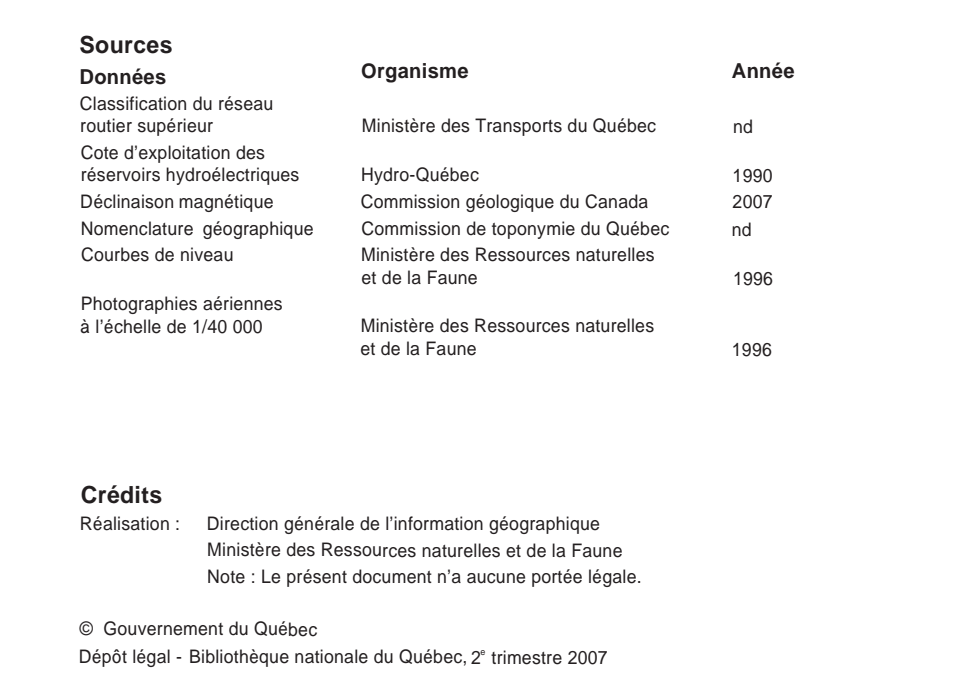 Sources
Données Organisme Année
Classification du réseau
routier supérieur Ministère des Transports du Québec nd
Cote d'exploitation des
réservoirs hydroélectriques Hydro-Québec 1990
Déclinaison magnétique Commission géologique du Canada 2007
Nomenclature géographique Commission de toponymie du Québec nd
Courbes de niveau Ministère des Ressources naturelles
et de la Faune 1996
Photographies aériennes
à l'échelle de 1/40 000 Ministère des Ressources naturelles
et de la Faune 1996
Crédits
Réalisation : Direction générale de l'information géographique
Ministère des Ressources naturelles et de la Faune
Note : Le présent document n'a aucune portée légale.
© Gouvernement du Québec
Dépôt légal - Bibliothèque nationale du Québec, 2e trimestre 2007